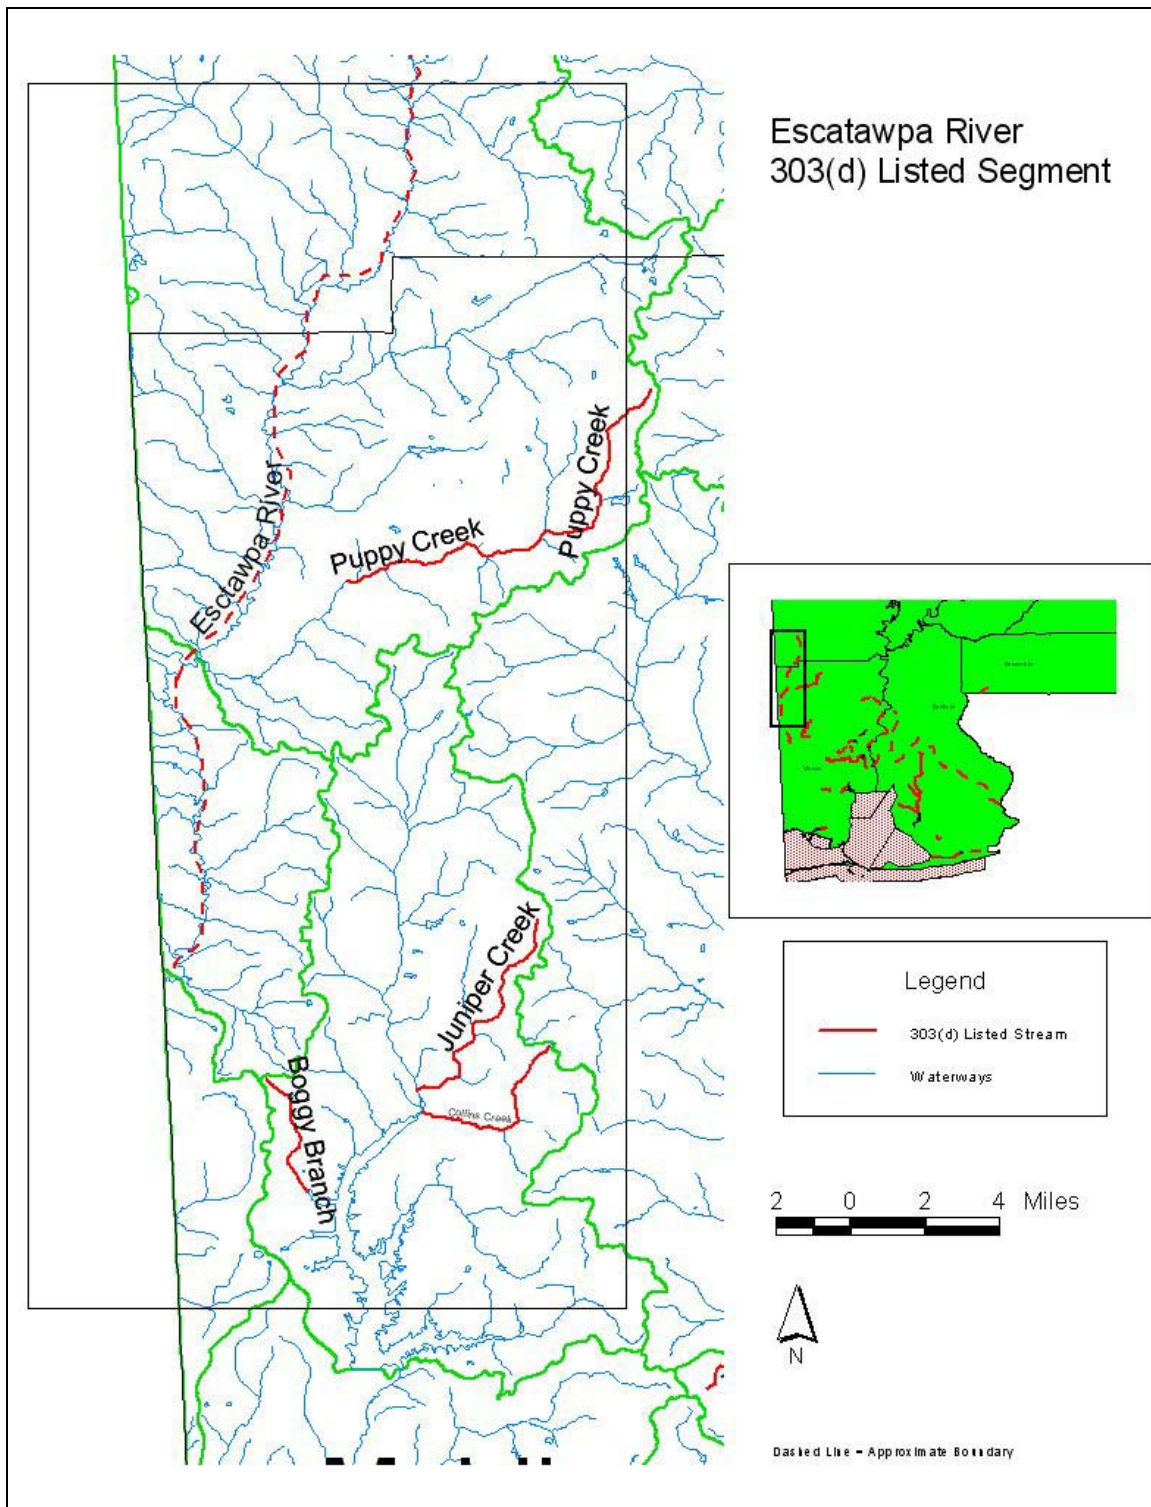 Escatawpa River
303(d) Listed Segment
Puppy Creek
Puppy Creek
Esctawpa River
Juniper Creek
Collins Creek
Boggy Branch
Legend
303(d) Listed Stream
Waterways
2 0 2 4 Miles
N
Dashed Line - Approximate Boundary